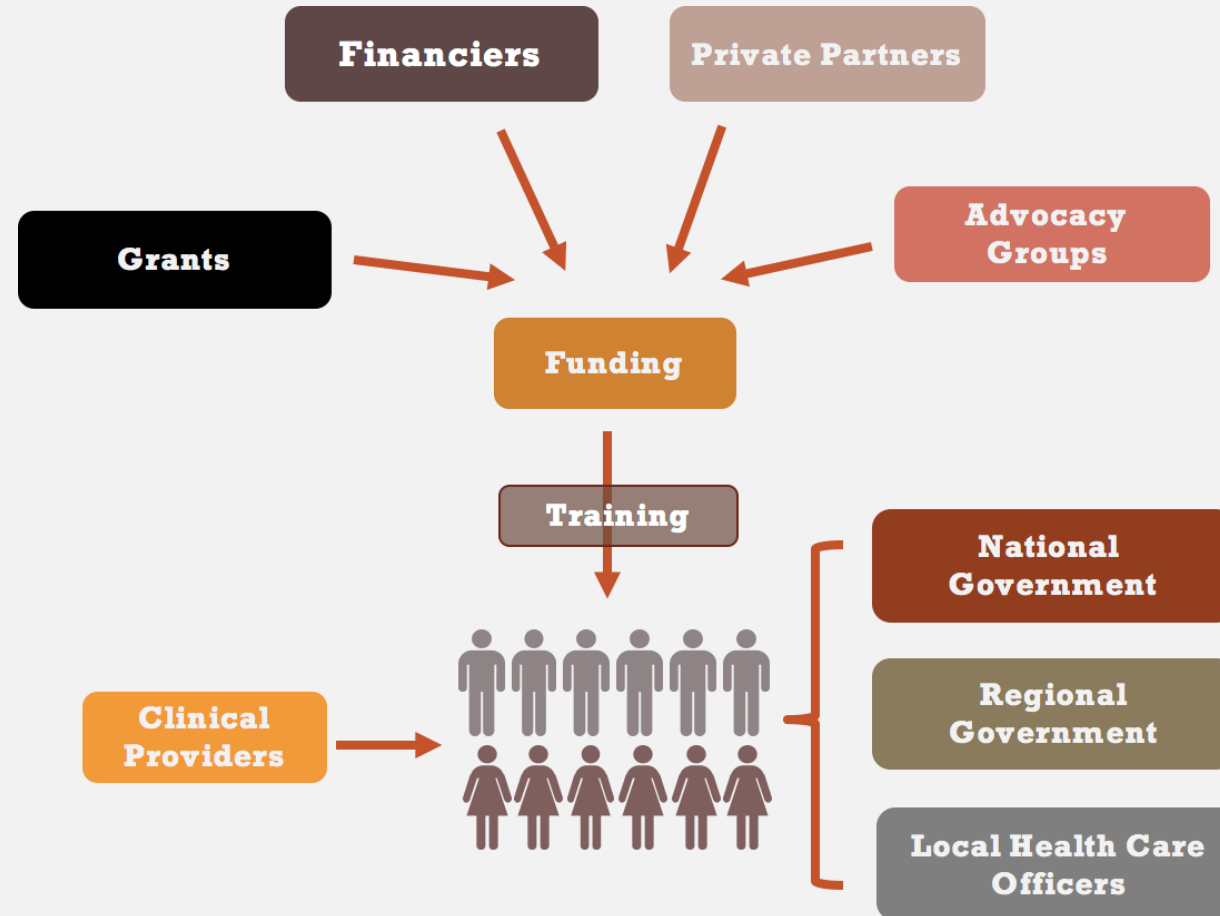 Financiers
Private Partners
Grants
Advocacy
Groups
Funding
Training
National
Government
Regional
Government
Clinical
Providers
Local Health Care
Officers